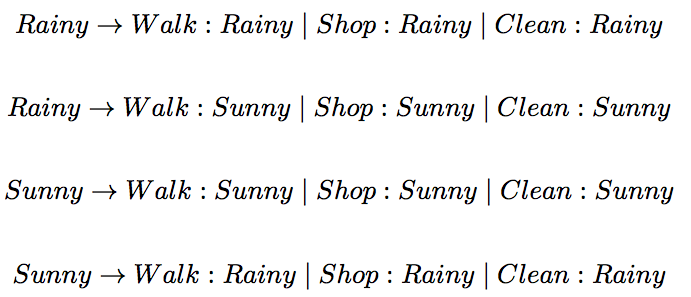 Rainy → Walk : Rainy | Shop : Rainy | Clean : Rainy
Rainy → Walk : Sunny | Shop : Sunny | Clean : Sunny
Sunny → Walk : Sunny | Shop : Sunny | Clean : Sunny
Sunny → Walk : Rainy | Shop : Rainy | Clean : Rainy